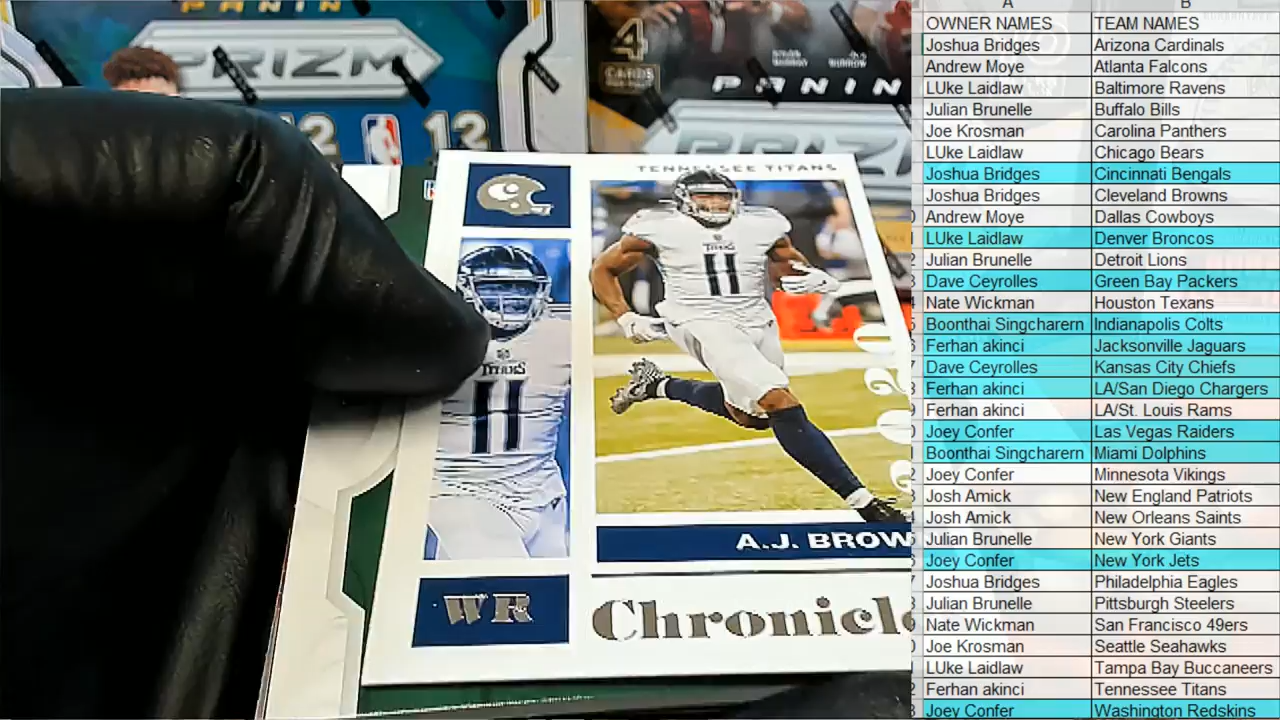 PANINI
PRIZM
12
12
4
CARDS
PANIN
PRIZ
TENNESSEE TITANS
TITANS
11
TITANS
11
2020
A.J. BROW
WR
Chronicle
A
B
OWNER NAMES TEAM NAMES
Joshua Bridges Arizona Cardinals
Andrew Moye Atlanta Falcons
LUke Laidlaw Baltimore Ravens
Julian Brunelle Buffalo Bills
Joe Krosman Carolina Panthers
LUke Laidlaw Chicago Bears
Joshua Bridges Cincinnati Bengals
Joshua Bridges Cleveland Browns
Andrew Moye Dallas Cowboys
LUke Laidlaw Denver Broncos
Julian Brunelle Detroit Lions
Dave Ceyrolles Green Bay Packers
Nate Wickman Houston Texans
Boonthai Singcharern Indianapolis Colts
Ferhan akinci Jacksonville Jaguars
Dave Ceyrolles Kansas City Chiefs
Ferhan akinci LA/San Diego Chargers
Ferhan akinci LA/St. Louis Rams
Joey Confer Las Vegas Raiders
Boonthai Singcharern Miami Dolphins
Joey Confer Minnesota Vikings
Josh Amick New England Patriots
Josh Amick New Orleans Saints
Julian Brunelle New York Giants
Joey Confer New York Jets
Joshua Bridges Philadelphia Eagles
Julian Brunelle Pittsburgh Steelers
Nate Wickman San Francisco 49ers
Joe Krosman Seattle Seahawks
LUke Laidlaw Tampa Bay Buccaneers
Ferhan akinci Tennessee Titans
Joey Confer Washington Redskins